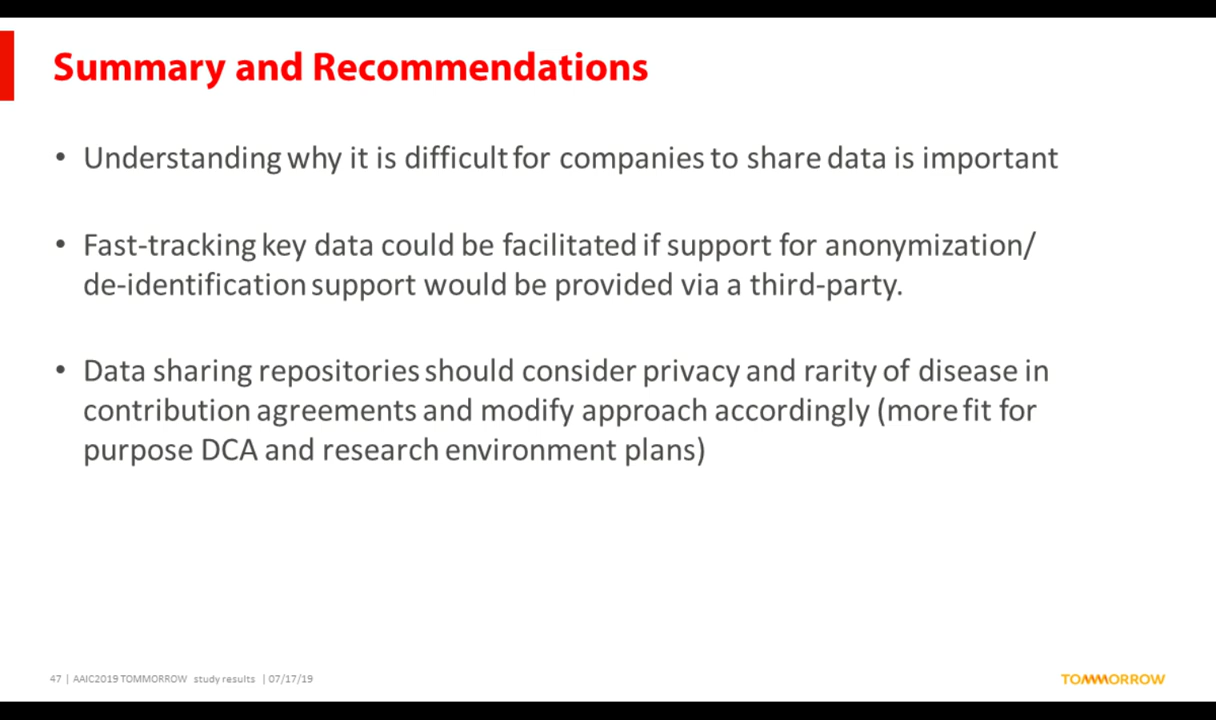 Summary and Recommendations
• Understanding why it is difficult for companies to share data is important
• Fast-tracking key data could be facilitated if support for anonymization/
de-identification support would be provided via a third-party.
• Data sharing repositories should consider privacy and rarity of disease in
contribution agreements and modify approach accordingly (more fit for
purpose DCA and research environment plans)
47 | AAIC2019 TOMMORROW study results | 07/17/19
TOMMORROW